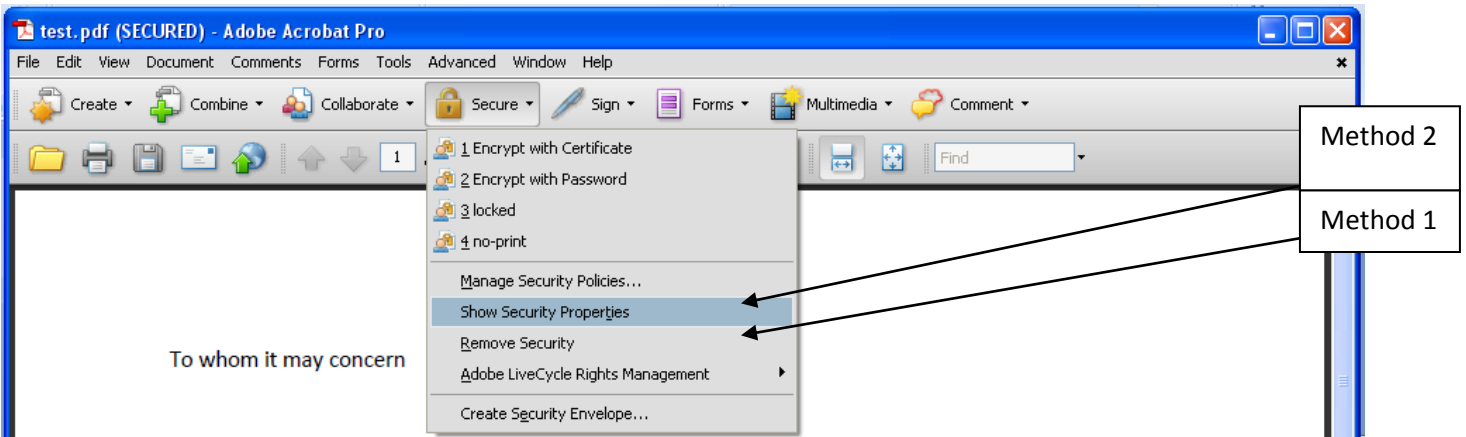 test.pdf (SECURED) - Adobe Acrobat Pro
File Edit View Document Comments Forms Tools Advanced Window Help
Create Combine Collaborate Secure Sign Forms Multimedia Comment
1 Find
1 Encrypt with Certificate
2 Encrypt with Password
3 locked
4 no-print
Manage Security Policies...
Show Security Properties
Remove Security
Adobe LiveCycle Rights Management
Create Security Envelope...
To whom it may concern
Method 2
Method 1